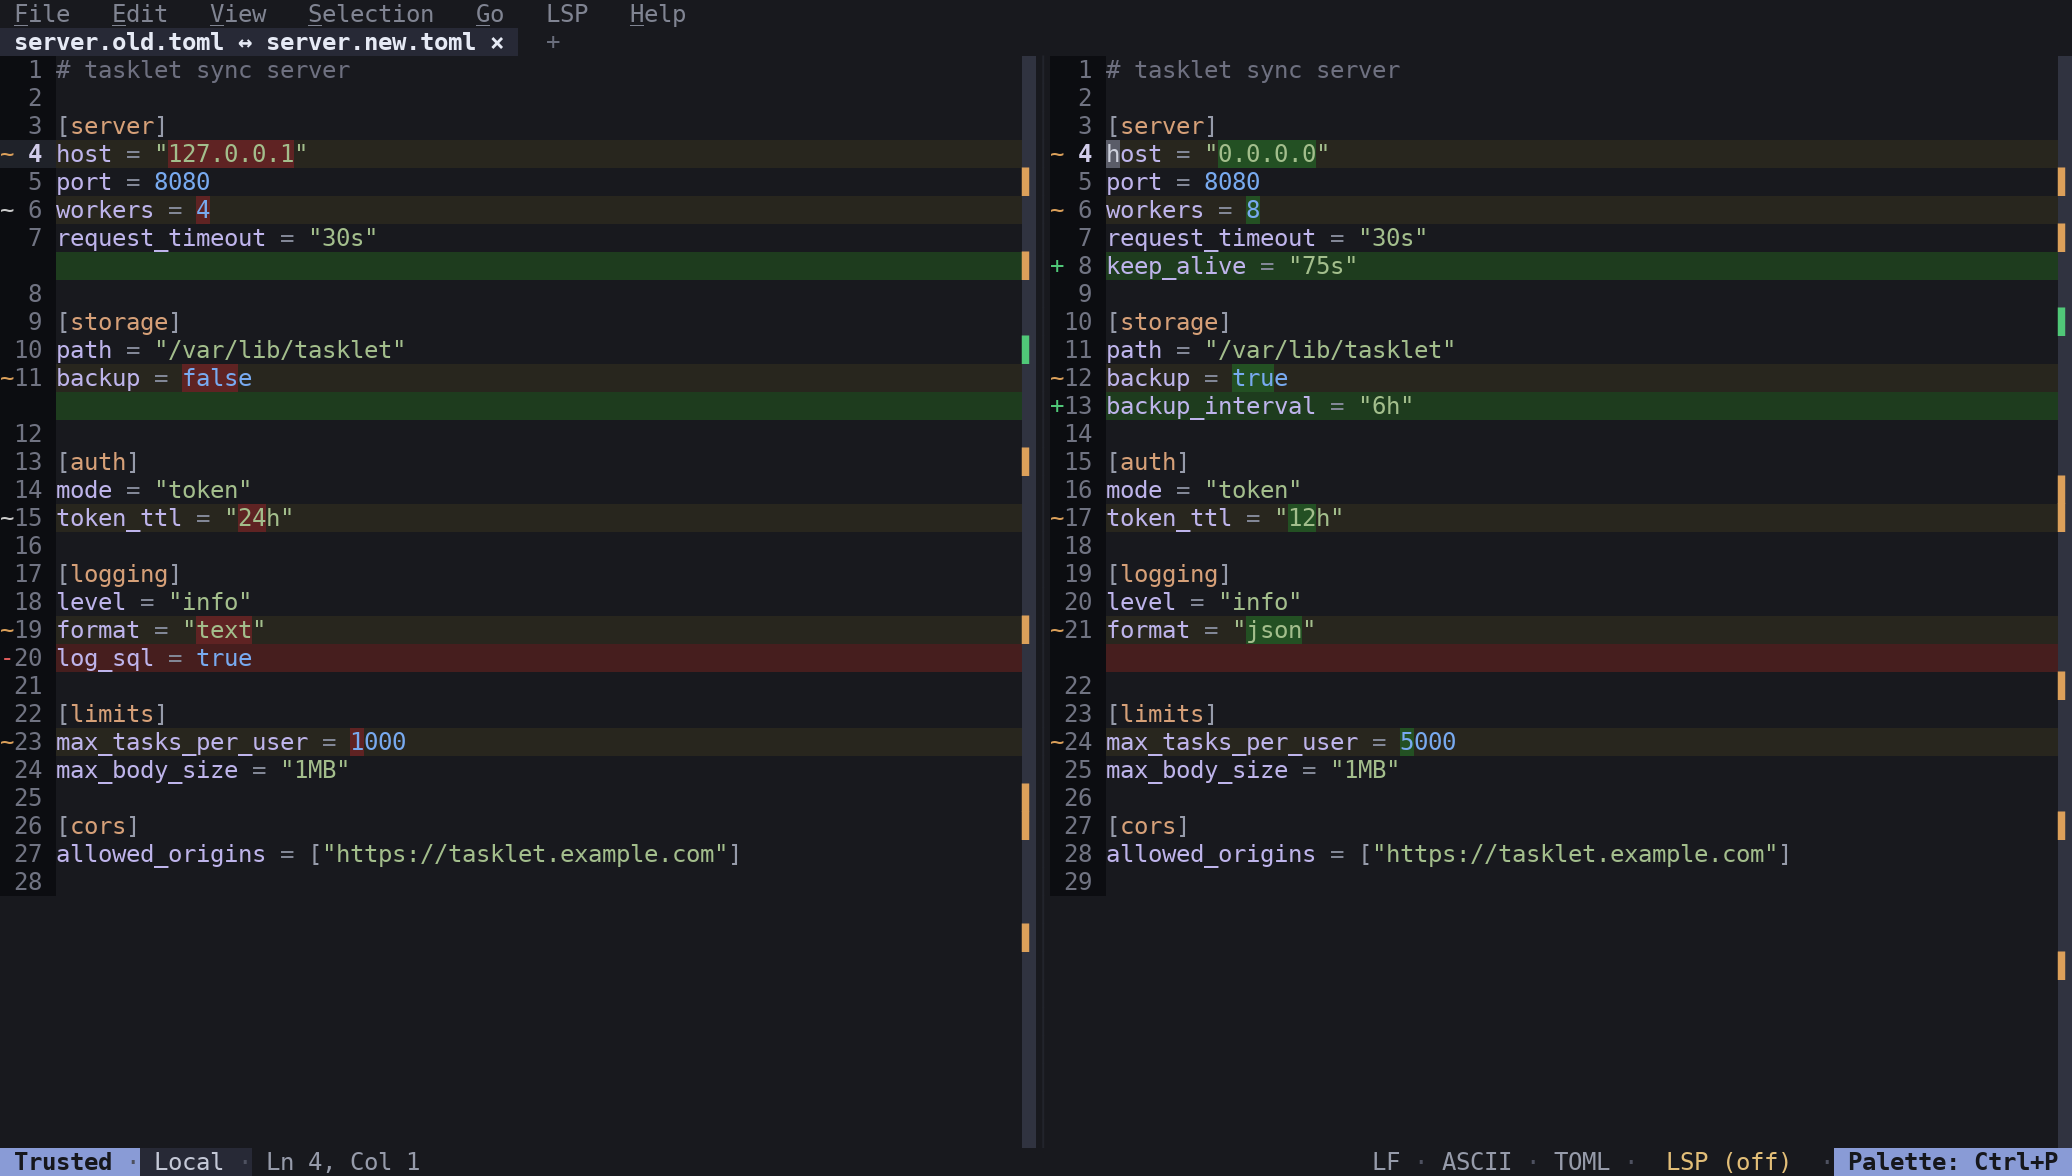 File Edit View Selection Go LSP Help
server.old.toml ↔ server.new.toml × +
1 # tasklet sync server
2
3 [server]
~ 4 host = "127.0.0.1"
5 port = 8080
~ 6 workers = 4
7 request_timeout = "30s"
8
9 [storage]
10 path = "/var/lib/tasklet"
~11 backup = false
12
13 [auth]
14 mode = "token"
~15 token_ttl = "24h"
16
17 [logging]
18 level = "info"
~19 format = "text"
-20 log_sql = true
21
22 [limits]
~23 max_tasks_per_user = 1000
24 max_body_size = "1MB"
25
26 [cors]
27 allowed_origins = ["https://tasklet.example.com"]
28
1 # tasklet sync server
2
3 [server]
~ 4 host = "0.0.0.0"
5 port = 8080
~ 6 workers = 8
7 request_timeout = "30s"
+ 8 keep_alive = "75s"
9
10 [storage]
11 path = "/var/lib/tasklet"
~12 backup = true
+13 backup_interval = "6h"
14
15 [auth]
16 mode = "token"
~17 token_ttl = "12h"
18
19 [logging]
20 level = "info"
~21 format = "json"
22
23 [limits]
~24 max_tasks_per_user = 5000
25 max_body_size = "1MB"
26
27 [cors]
28 allowed_origins = ["https://tasklet.example.com"]
29
Trusted · Local · Ln 4, Col 1 LF · ASCII · TOML · LSP (off) · Palette: Ctrl+P